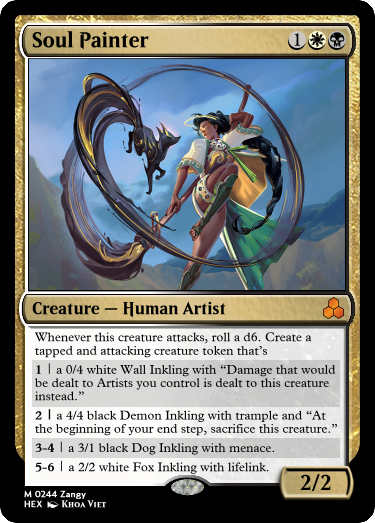 Soul Painter 1
Creature — Human Artist
Whenever this creature attacks, roll a d6. Create a
tapped and attacking creature token that's
1 | a 0/4 white Wall Inkling with “Damage that would
be dealt to Artists you control is dealt to this creature
instead.”
2 | a 4/4 black Demon Inkling with trample and “At
the beginning of your end step, sacrifice this creature.”
3-4 | a 3/1 black Dog Inkling with menace.
5-6 | a 2/2 white Fox Inkling with lifelink.
2/2
M 0244 Zangy
HEX Khoa Viet